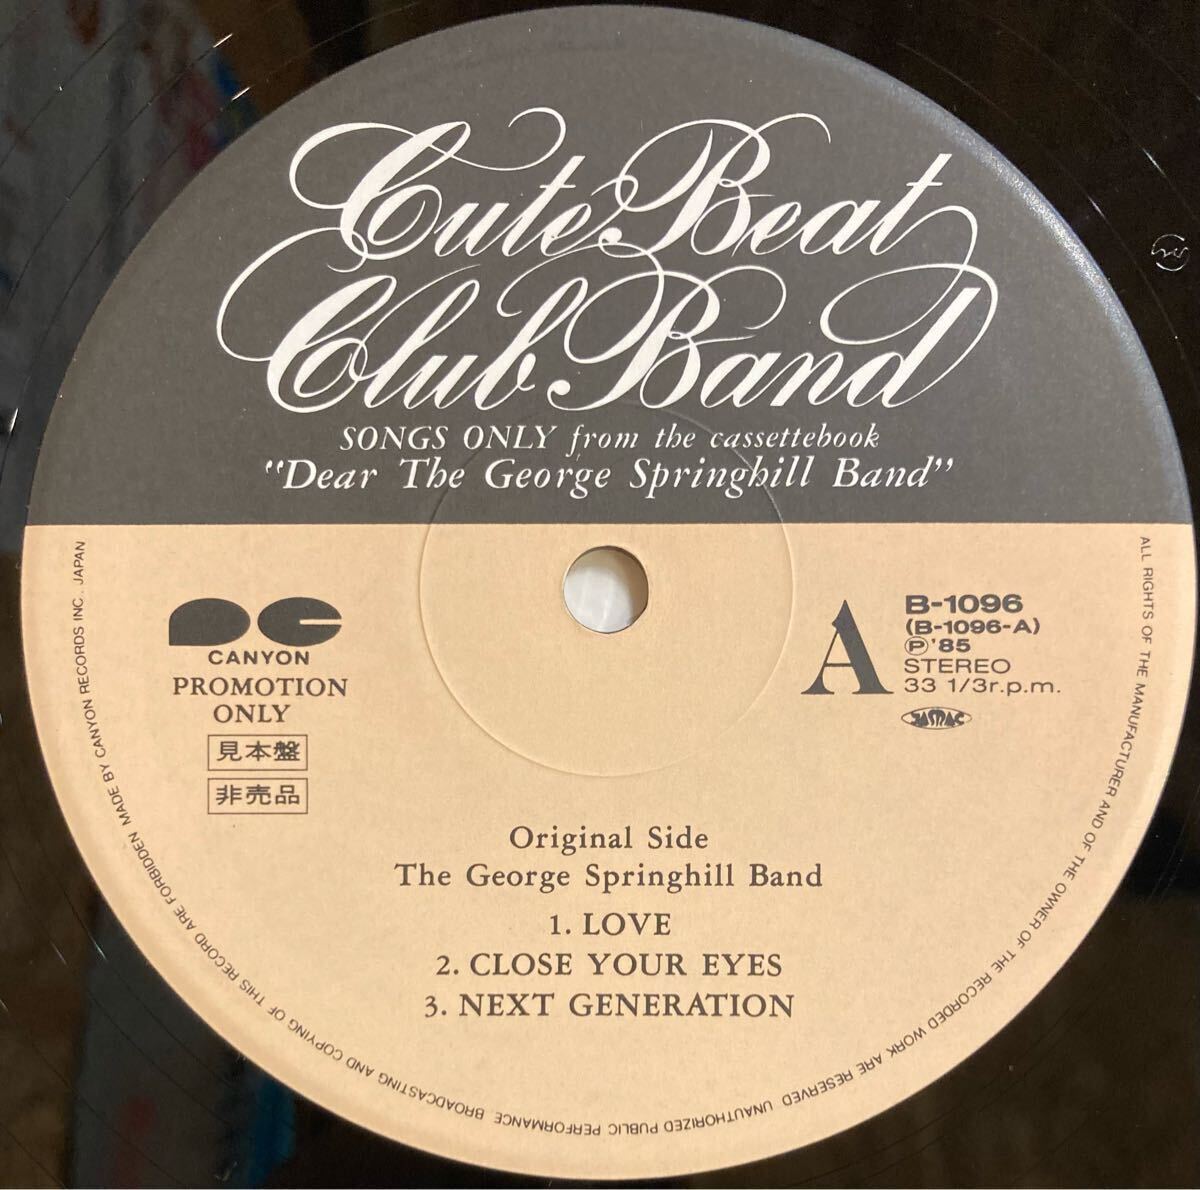 Cute Beat
Club Band
SONGS ONLY from the cassettebook
"Dear The George Springhill Band"
CANYON
PROMOTION
ONLY
見本盤
非売品
A
B-1096
(B-1096-A)
Ⓟ'85
STEREO
33 1/3r.p.m.
JASRAC
Original Side
The George Springhill Band
1. LOVE
2. CLOSE YOUR EYES
3. NEXT GENERATION
ALL RIGHTS OF THE MANUFACTURER AND OF THE OWNER OF THE RECORDED WORK ARE RESERVED. UNAUTHORIZED PUBLIC PERFORMANCE. BROADCASTING AND COPYING OF THIS RECORD ARE FORBIDDEN MADE BY CANYON RECORDS INC. JAPAN